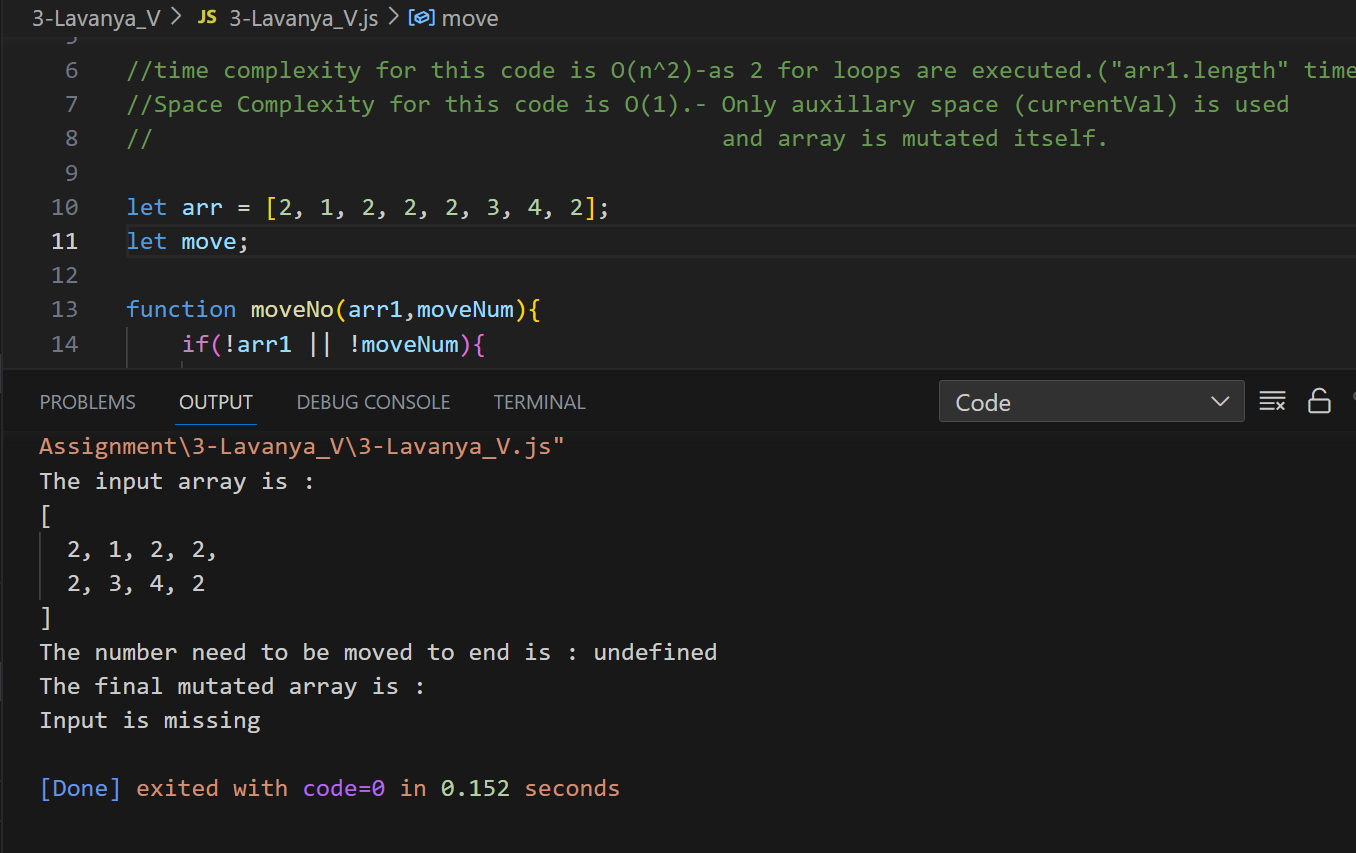 3-Lavanya_V > JS 3-Lavanya_V.js > move
6 //time complexity for this code is O(n^2)-as 2 for loops are executed.("arr1.length" time
7 //Space Complexity for this code is O(1).- Only auxillary space (currentVal) is used
8 // and array is mutated itself.
9
10 let arr = [2, 1, 2, 2, 2, 3, 4, 2];
11 let move;
12
13 function moveNo(arr1,moveNum){
14 if(!arr1 || !moveNum){
PROBLEMS OUTPUT DEBUG CONSOLE TERMINAL Code
Assignment\3-Lavanya_V\3-Lavanya_V.js"
The input array is :
[
2, 1, 2, 2,
2, 3, 4, 2
]
The number need to be moved to end is : undefined
The final mutated array is :
Input is missing
[Done] exited with code=0 in 0.152 seconds